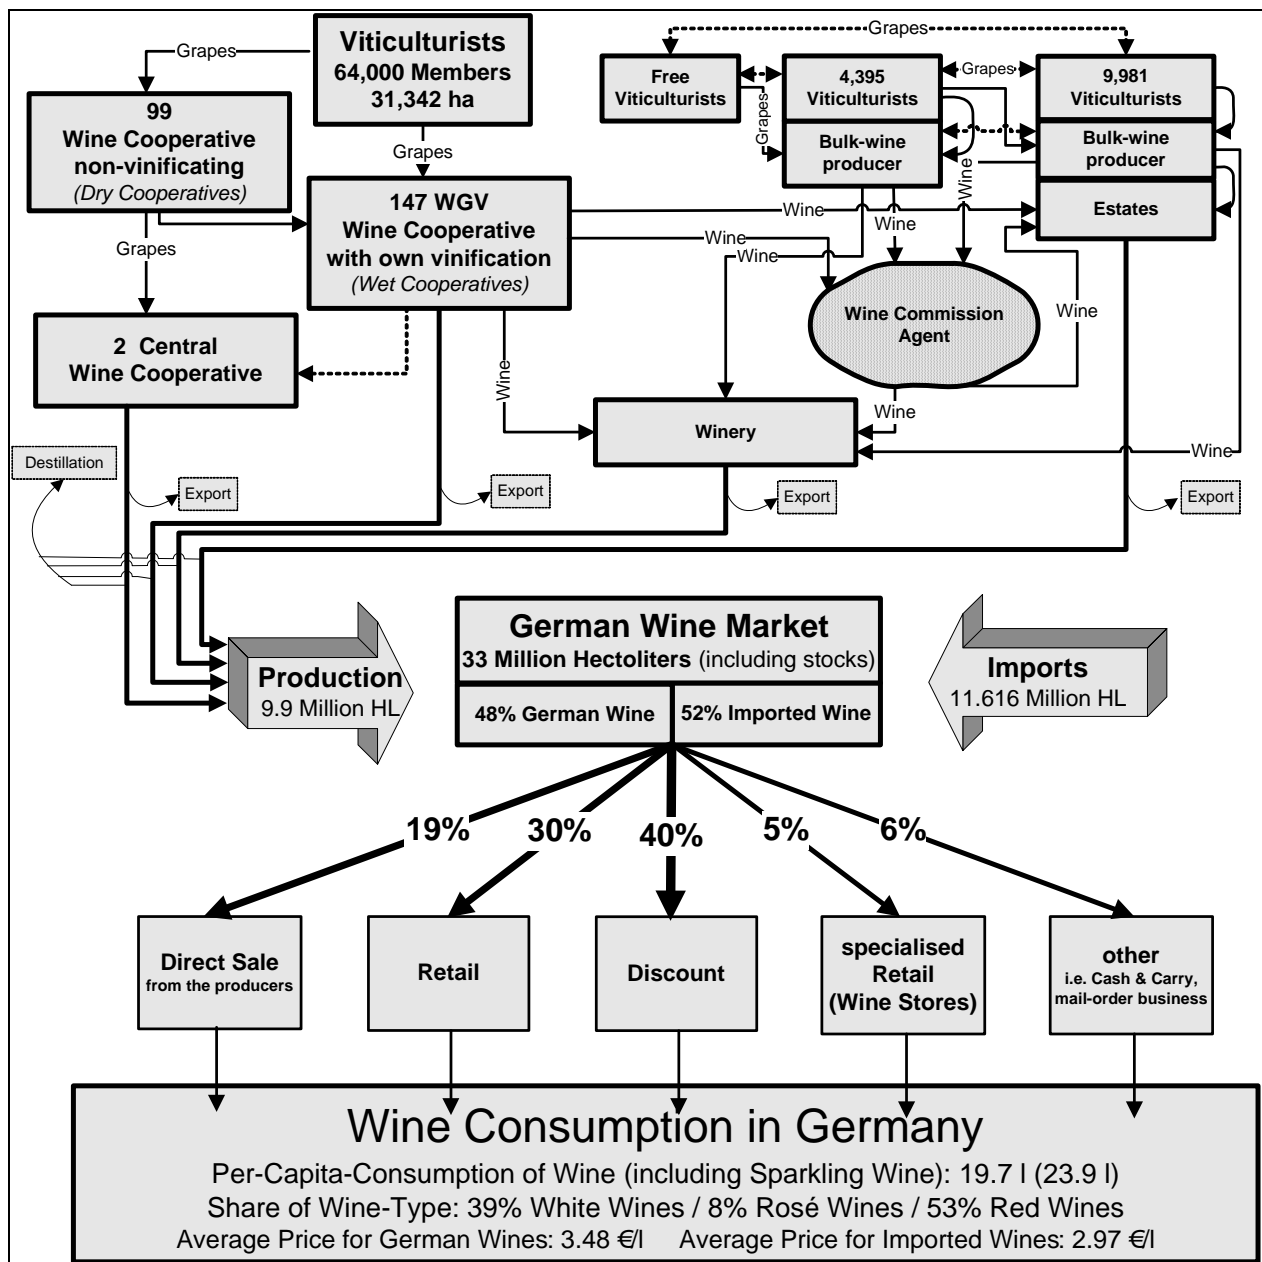 Grapes
Viticulturists
64,000 Members
31,342 ha
Grapes
Free
Viticulturists
4,395
Viticulturists
Bulk-wine
producer
Grapes
9,981
Viticulturists
Bulk-wine
producer
Estates
Grapes
99
Wine Cooperative
non-vinificating
(Dry Cooperatives)
Grapes
Grapes
147 WGV
Wine Cooperative
with own vinification
(Wet Cooperatives)
Wine
Wine
Wine
Wine
Wine
Wine Commission
Agent
Wine
Grapes
2 Central
Wine Cooperative
Wine
Wine
Winery
Wine
Destillation
Export
Export
Export
Export
German Wine Market
33 Million Hectoliters (including stocks)
48% German Wine
52% Imported Wine
Production
9.9 Million HL
Imports
11.616 Million HL
19%
30%
40%
5%
6%
Direct Sale
from the producers
Retail
Discount
specialised
Retail
(Wine Stores)
other
i.e. Cash & Carry,
mail-order business
Wine Consumption in Germany
Per-Capita-Consumption of Wine (including Sparkling Wine): 19.7 l (23.9 l)
Share of Wine-Type: 39% White Wines / 8% Rosé Wines / 53% Red Wines
Average Price for German Wines: 3.48 €/l Average Price for Imported Wines: 2.97 €/l